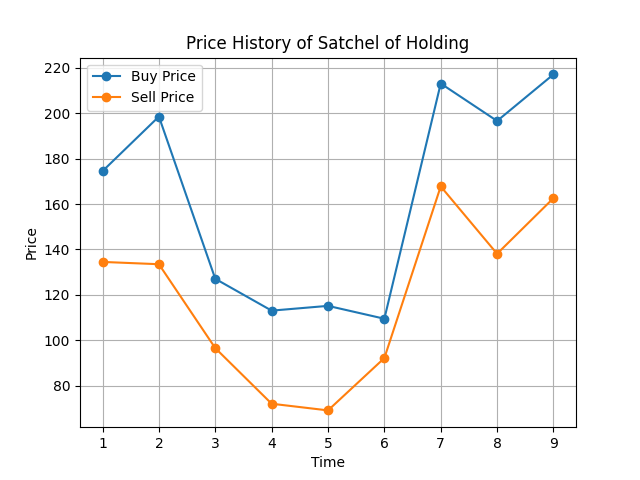 Price History of Satchel of Holding
Buy Price
Sell Price
220
200
180
160
140
120
100
80
Price
1 2 3 4 5 6 7 8 9
Time